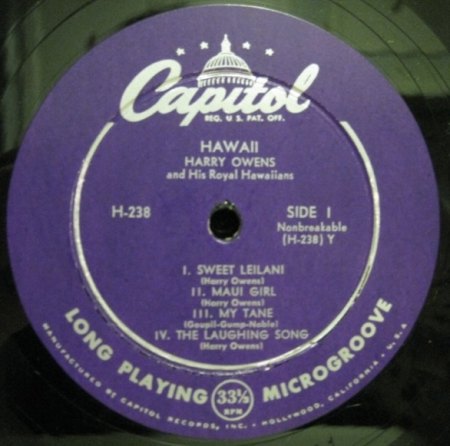 Capitol
REG. U.S. PAT. OFF.
HAWAII
HARRY OWENS
and His Royal Hawaiians
H-238
SIDE 1
Nonbreakable
(H-238) Y
I. SWEET LEILANI
(Harry Owens)
II. MAUI GIRL
(Harry Owens)
III. MY TANE
(Goupil-Gump-Noble)
IV. THE LAUGHING SONG
(Harry Owens)
LONG PLAYING 33⅓ RPM MICROGROOVE
MANUFACTURED BY CAPITOL RECORDS, INC. • HOLLYWOOD, CALIFORNIA • U.S.A